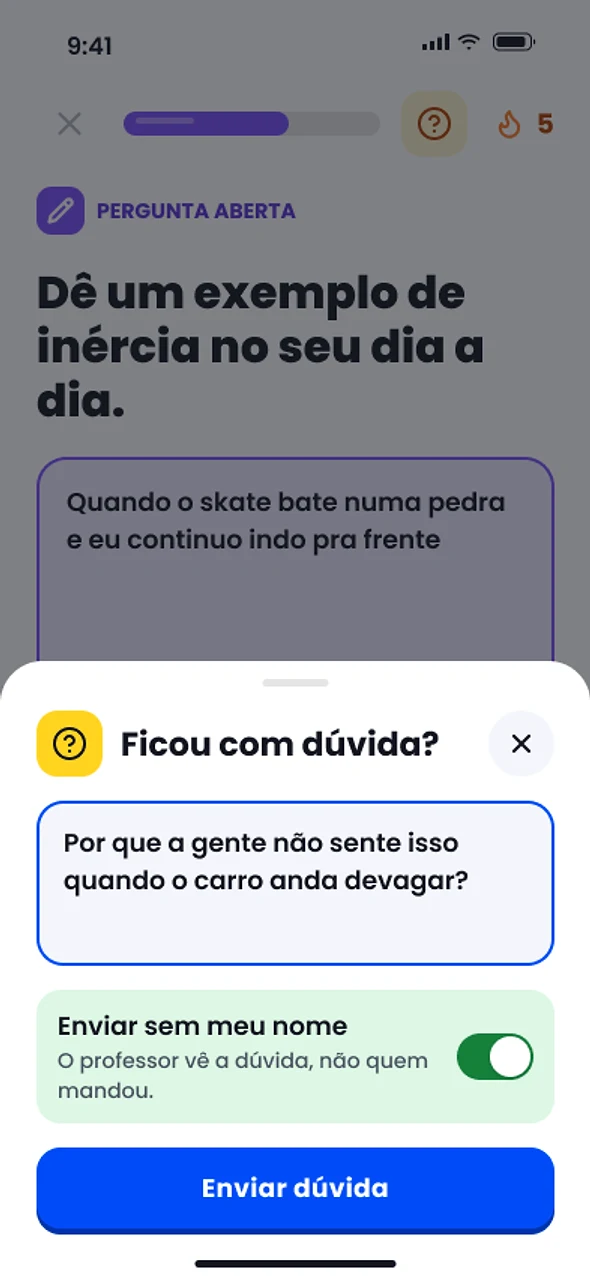 9:41
5
PERGUNTA ABERTA
Dê um exemplo de
inércia no seu dia a
dia.
Quando o skate bate numa pedra
e eu continuo indo pra frente
Ficou com dúvida?
Por que a gente não sente isso
quando o carro anda devagar?
Enviar sem meu nome
O professor vê a dúvida, não quem
mandou.
Enviar dúvida